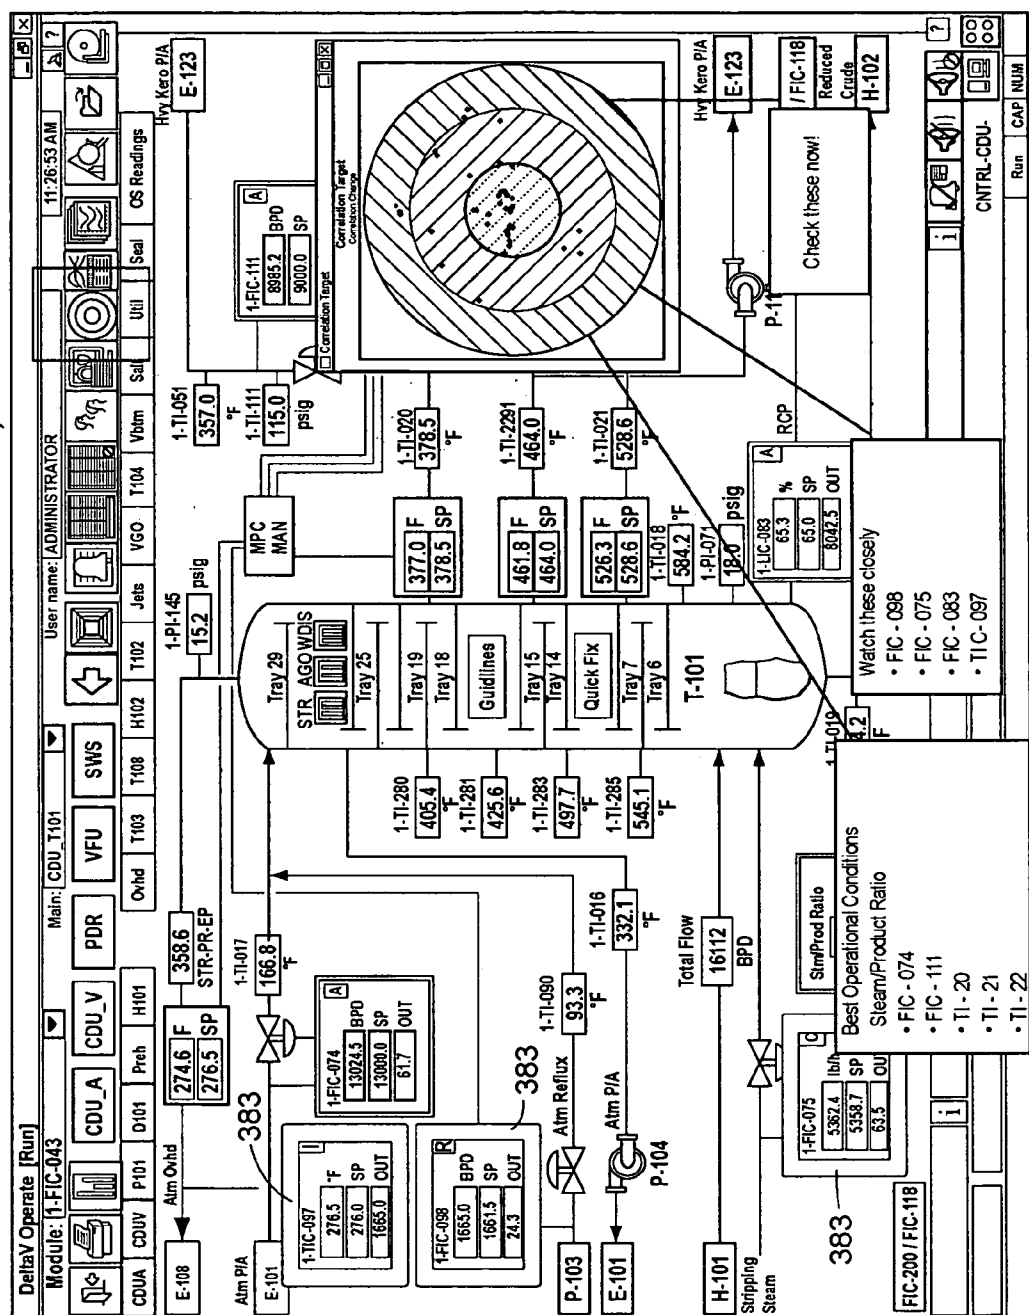 DeltaV Operate [Run]
Module: 1-FIC-043
Main: CDU_T101
User name: ADMINISTRATOR
11:26:53 AM
?
CDU_A
CDU_V
PDR
VFU
SWS
CDUA
CDUV
P101
D101
Preh
H101
Ovhd
T103
T108
H102
T102
Jets
VGO
T104
Vbtm
Salt
Util
Seal
OS Readings
E-108
Atm Ovhd
274.6 F
276.5 SP
358.6
STR-PR-EP
1-PI-145
15.2 psig
MPC
MAN
1-TI-051
357.0
°F
1-TI-111
115.0
psig
1-FIC-111
A
8985.2 BPD
9000.0 SP
Hvy Kero P/A
E-123
Atm P/A
E-101
1-TI-017
166.8
°F
1-FIC-074
A
13024.5 BPD
13000.0 SP
61.7 OUT
383
1-TIC-097
I
276.5 °F
276.0 SP
1665.0 OUT
383
1-FIC-098
R
1665.0 BPD
1661.5 SP
24.3 OUT
P-103
Atm Reflux
1-TI-090
93.3
°F
E-101
Atm P/A
P-104
1-TI-016
332.1
°F
Tray 29
STR AGO WDIS
Tray 25
Tray 19
Tray 18
Guidlines
Tray 15
Tray 14
Quick Fix
Tray 7
Tray 6
T-101
1-TI-280
405.4
°F
1-TI-281
425.6
°F
1-TI-283
497.7
°F
1-TI-285
545.1
°F
377.0 F
378.5 SP
1-TI-020
378.5
°F
461.8 F
464.0 SP
1-TI-2291
464.0
°F
526.3 F
528.6 SP
1-TI-021
528.6
°F
1-TI-018
584.2 °F
1-PI-071
18.0 psig
Correlation Target
Correlation Target
Correlation Change
Hvy Kero P/A
E-123
P-11
/ FIC-118
Reduced
Crude
H-102
Check these now!
RCP
1-LIC-083
A
65.3 %
65.0 SP
8042.5 OUT
H-101
Total Flow
16112
BPD
Stripping
Steam
383
1-FIC-075
C
5362.4 lb/h
5358.7 SP
63.5 OU
Stm/Prod Ratio
1-TI-019
4.2
F
Best Operational Conditions
Steam/Product Ratio
• FIC - 074
• FIC - 111
• TI - 20
• TI - 21
• TI - 22
Watch these closely
• FIC - 098
• FIC - 075
• FIC - 083
• TI C - 097
FIC-200 / FIC-118
i
i
?
CNTRL-CDU-
Run
CAP
NUM